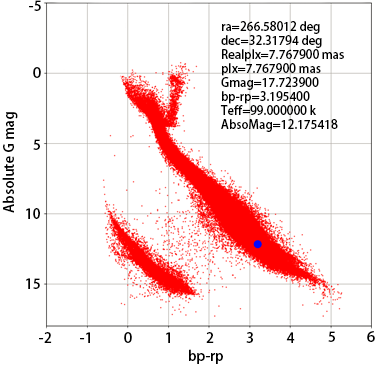 -5
0
5
10
15
Absolute G mag
ra=266.58012 deg
dec=32.31794 deg
Realplx=7.767900 mas
plx=7.767900 mas
Gmag=17.723900
bp-rp=3.195400
Teff=99.000000 k
AbsoMag=12.175418
-2 -1 0 1 2 3 4 5 6
bp-rp